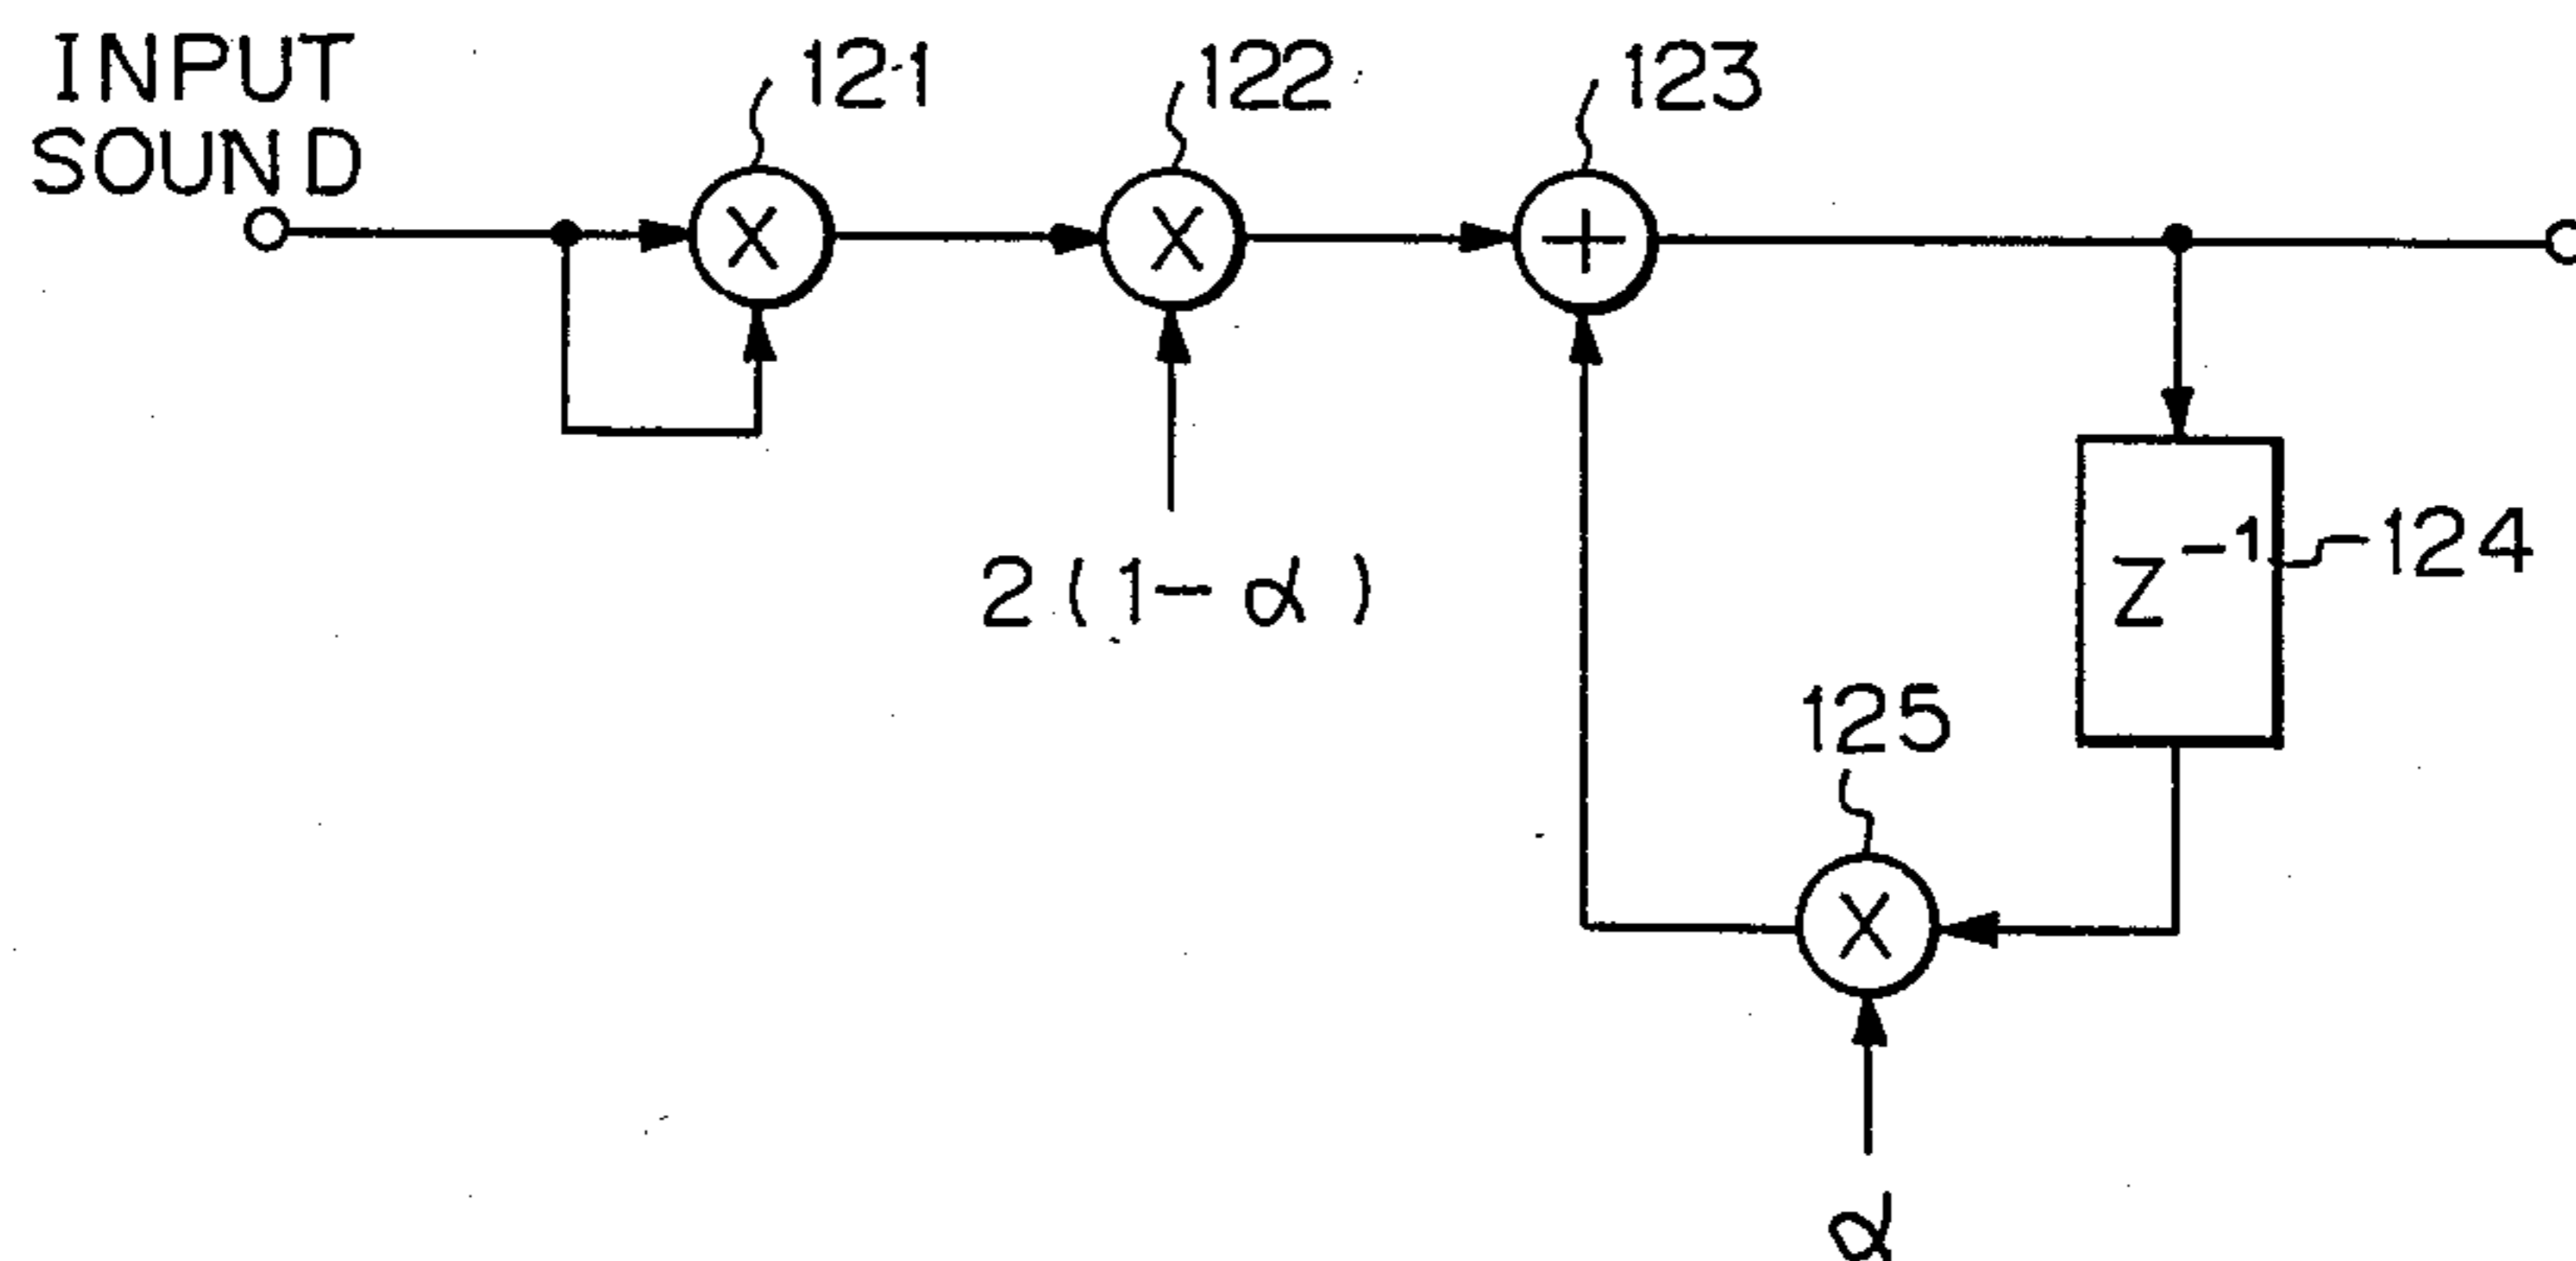 INPUT
SOUND
121
122
123
×
×
+
2(1-α)
Z⁻¹
124
125
×
α